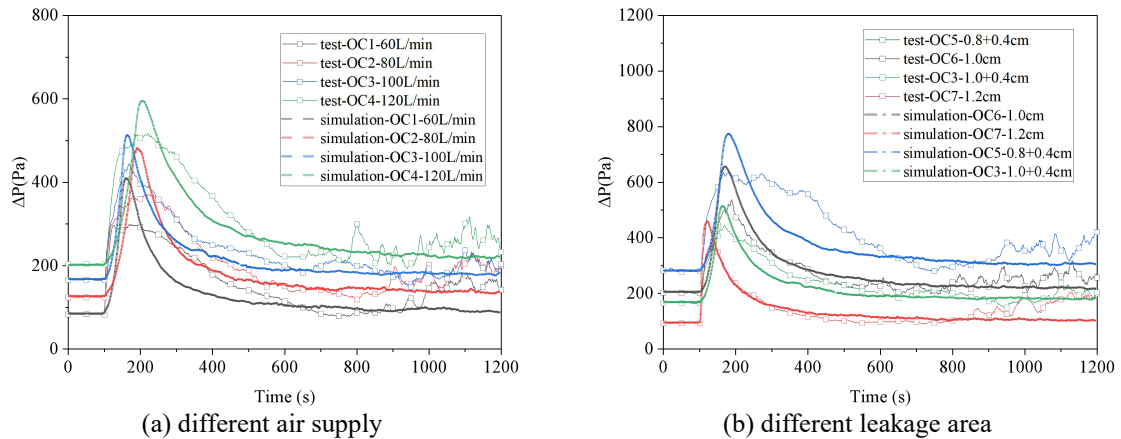 800
600
400
200
0
ΔP(Pa)
0 200 400 600 800 1000 1200
Time (s)
test-OC1-60L/min
test-OC2-80L/min
test-OC3-100L/min
test-OC4-120L/min
simulation-OC1-60L/min
simulation-OC2-80L/min
simulation-OC3-100L/min
simulation-OC4-120L/min
(a) different air supply
1200
1000
800
600
400
200
0
ΔP(Pa)
0 200 400 600 800 1000 1200
Time (s)
test-OC5-0.8+0.4cm
test-OC6-1.0cm
test-OC3-1.0+0.4cm
test-OC7-1.2cm
simulation-OC6-1.0cm
simulation-OC7-1.2cm
simulation-OC5-0.8+0.4cm
simulation-OC3-1.0+0.4cm
(b) different leakage area